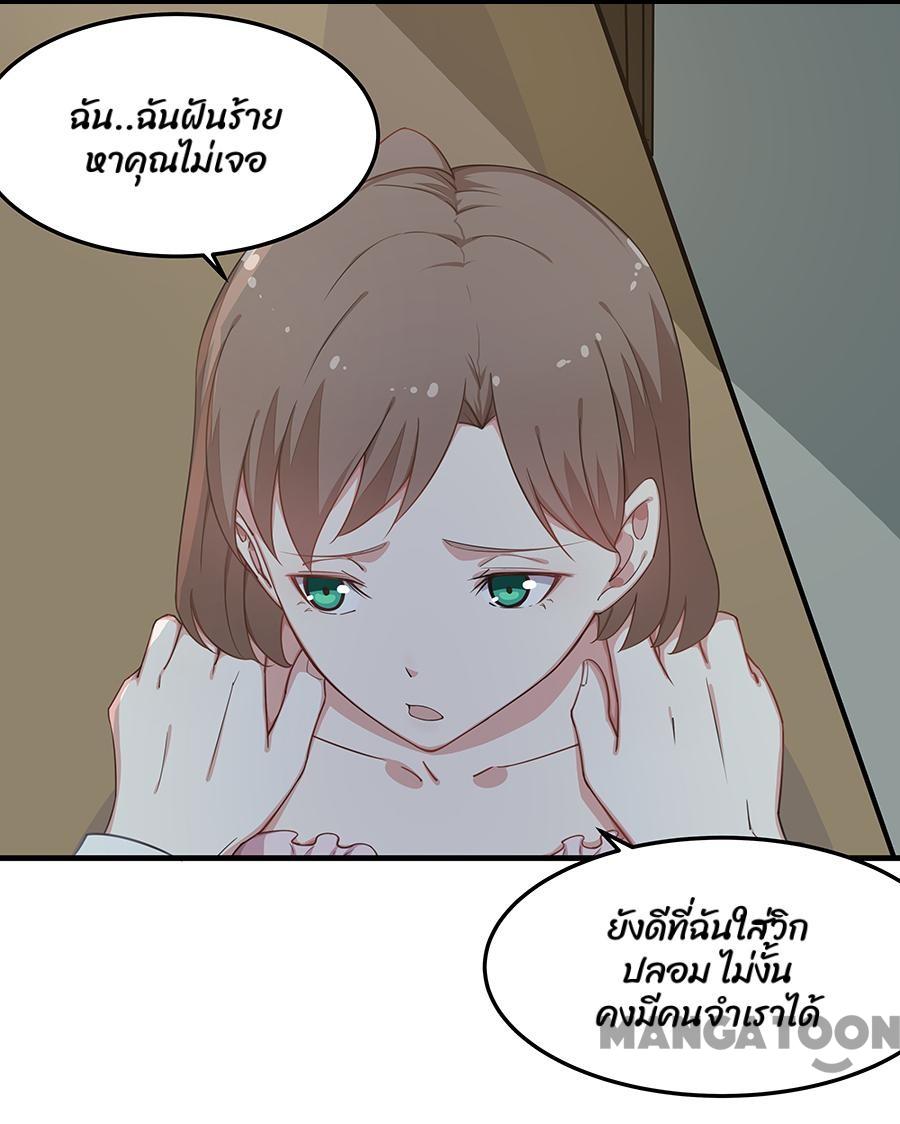 ฉัน..ฉันฝันร้าย
หาคุณไม่เจอ
ยังดีที่ฉันใส่วิก
ปลอม ไม่งั้น
คงมีคนจำเราได้
MANGATOON